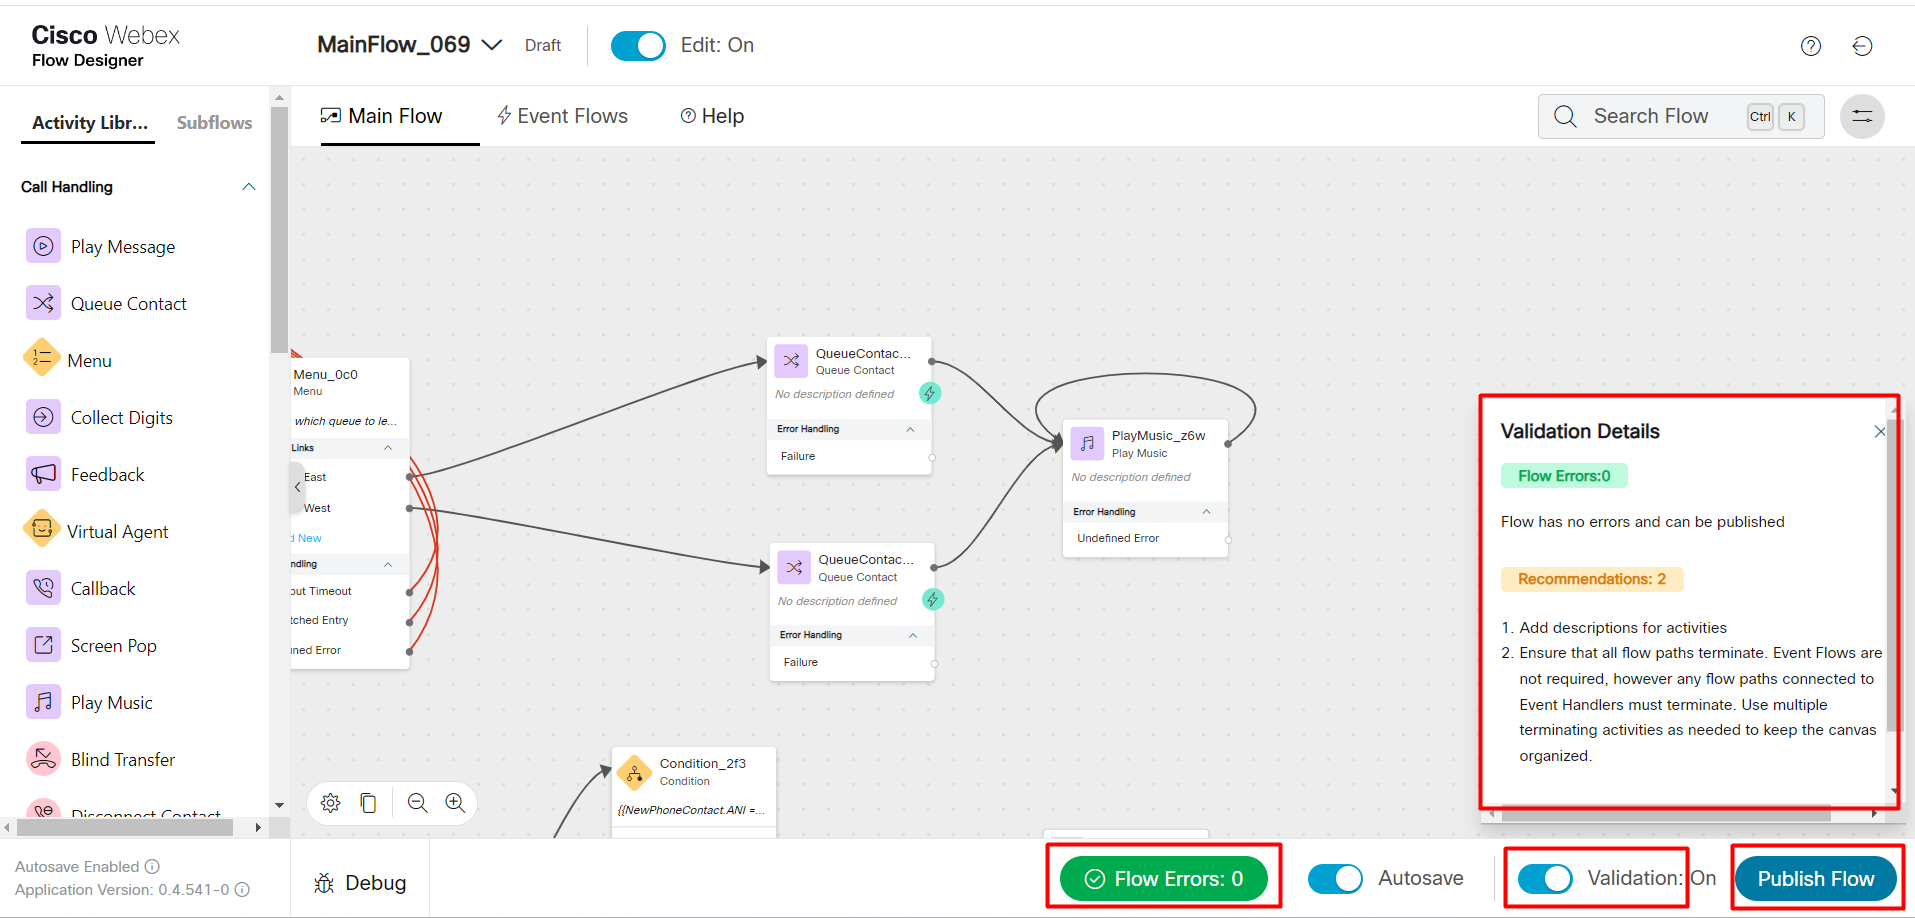 Cisco Webex
Flow Designer
MainFlow_069
Draft
Edit: On
Activity Libr...
Subflows
Main Flow
Event Flows
Help
Search Flow
Ctrl
K
Call Handling
Play Message
Queue Contact
Menu
Collect Digits
Feedback
Virtual Agent
Callback
Screen Pop
Play Music
Blind Transfer
Disconnect Contact
Menu_0c0
Menu
which queue to le...
Links
East
West
d New
ndling
out Timeout
tched Entry
ined Error
QueueContac...
Queue Contact
No description defined
Error Handling
Failure
QueueContac...
Queue Contact
No description defined
Error Handling
Failure
PlayMusic_z6w
Play Music
No description defined
Error Handling
Undefined Error
Condition_2f3
Condition
{{NewPhoneContact.ANI =...
Validation Details
Flow Errors:0
Flow has no errors and can be published
Recommendations: 2
1. Add descriptions for activities
2. Ensure that all flow paths terminate. Event Flows are
not required, however any flow paths connected to
Event Handlers must terminate. Use multiple
terminating activities as needed to keep the canvas
organized.
Autosave Enabled
Application Version: 0.4.541-0
Debug
Flow Errors: 0
Autosave
Validation: On
Publish Flow